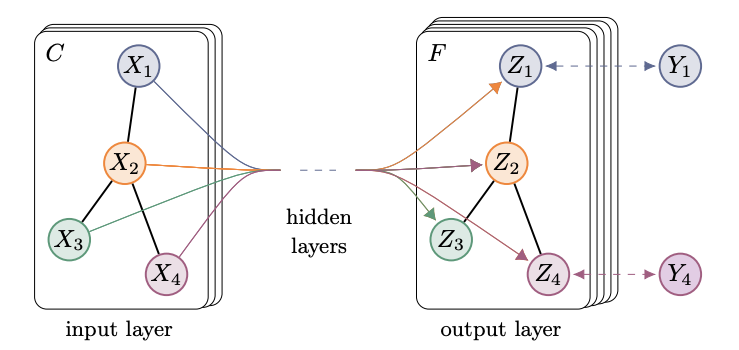 C
X₁
X₂
X₃
X₄
input layer
hidden
layers
F
Z₁
Z₂
Z₃
Z₄
output layer
Y₁
Y₄